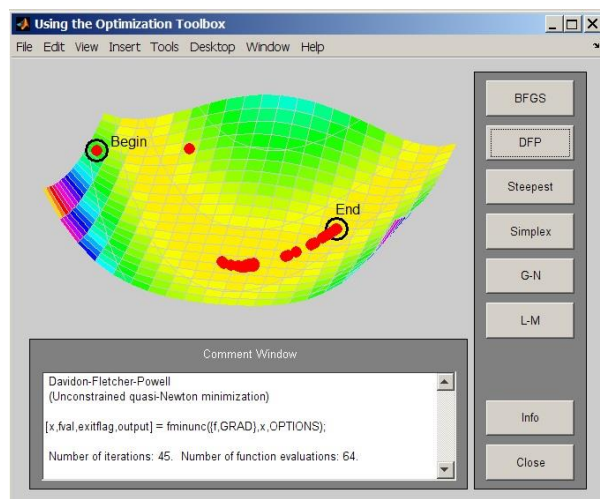 Using the Optimization Toolbox
File Edit View Insert Tools Desktop Window Help
Begin
End
BFGS
DFP
Steepest
Simplex
G-N
L-M
Info
Close
Comment Window
Davidon-Fletcher-Powell
(Unconstrained quasi-Newton minimization)
[x,fval,exitflag,output] = fminunc({f,GRAD},x,OPTIONS);
Number of iterations: 45. Number of function evaluations: 64.